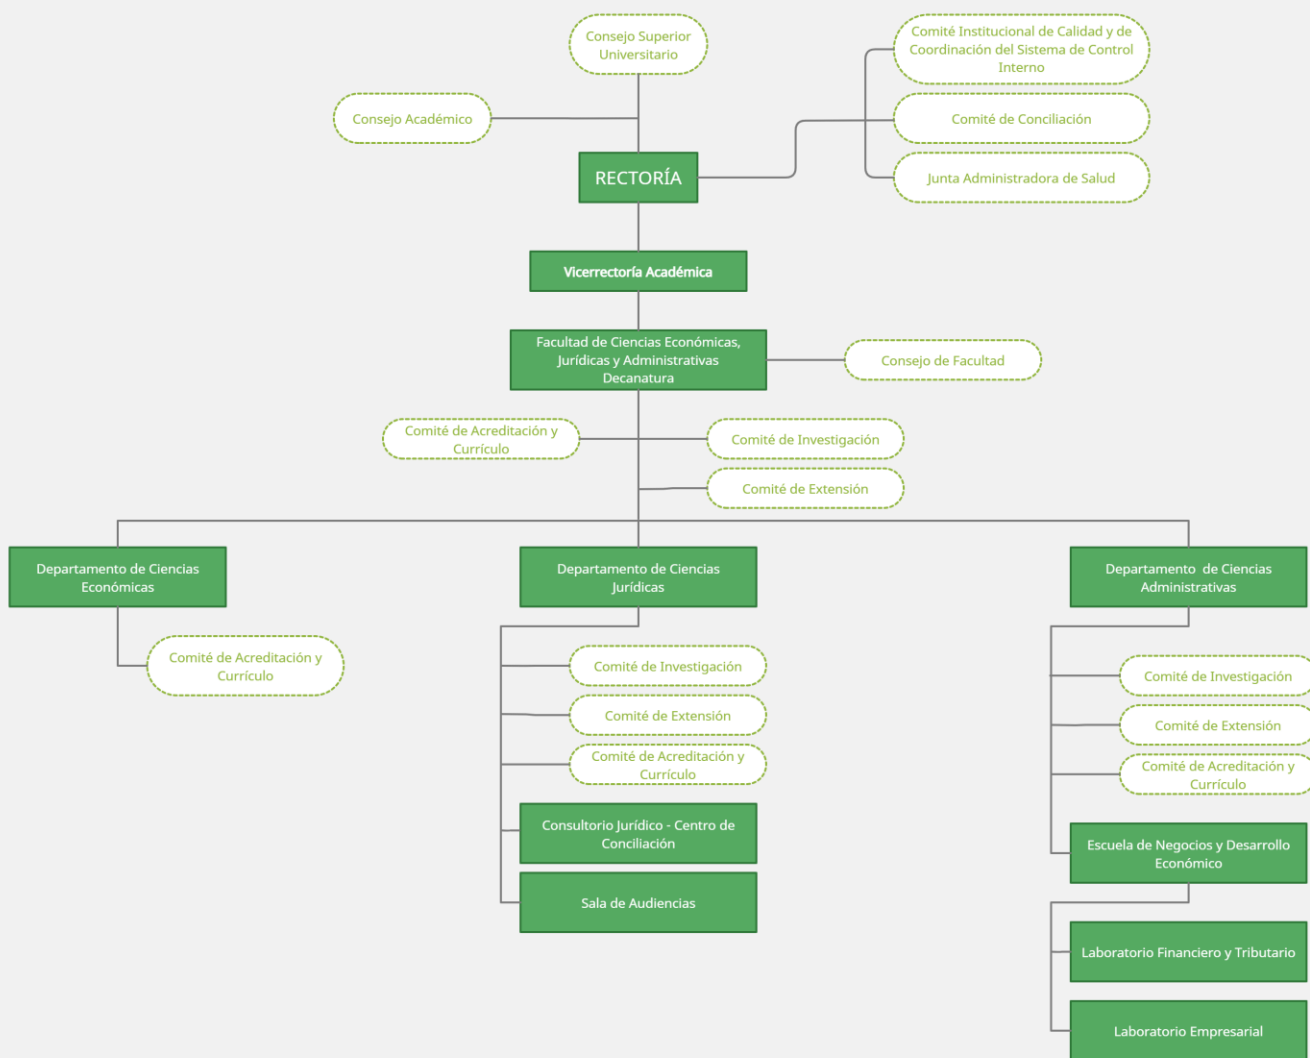 Consejo Superior
Universitario
Comité Institucional de Calidad y de
Coordinación del Sistema de Control
Interno
Consejo Académico
Comité de Conciliación
RECTORÍA
Junta Administradora de Salud
Vicerrectoría Académica
Facultad de Ciencias Económicas,
Jurídicas y Administrativas
Decanatura
Consejo de Facultad
Comité de Acreditación y
Currículo
Comité de Investigación
Comité de Extensión
Departamento de Ciencias
Económicas
Comité de Acreditación y
Currículo
Departamento de Ciencias
Jurídicas
Comité de Investigación
Comité de Extensión
Comité de Acreditación y
Currículo
Consultorio Jurídico - Centro de
Conciliación
Sala de Audiencias
Departamento de Ciencias
Administrativas
Comité de Investigación
Comité de Extensión
Comité de Acreditación y
Currículo
Escuela de Negocios y Desarrollo
Económico
Laboratorio Financiero y Tributario
Laboratorio Empresarial